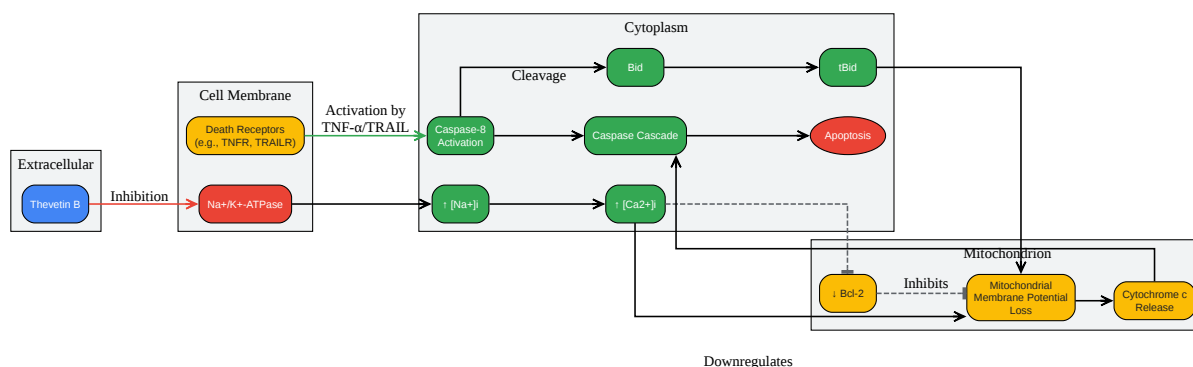 Cytoplasm
Bid
tBid
Cleavage
Cell Membrane
Activation by
TNF-α/TRAIL
Death Receptors
(e.g., TNFR, TRAILR)
Caspase-8
Activation
Caspase Cascade
Apoptosis
Extracellular
Thevetin B
Inhibition
Na+/K+-ATPase
↑ [Na+]i
↑ [Ca2+]i
Mitochondrion
↓ Bcl-2
Inhibits
Mitochondrial
Membrane Potential
Loss
Cytochrome c
Release
Downregulates